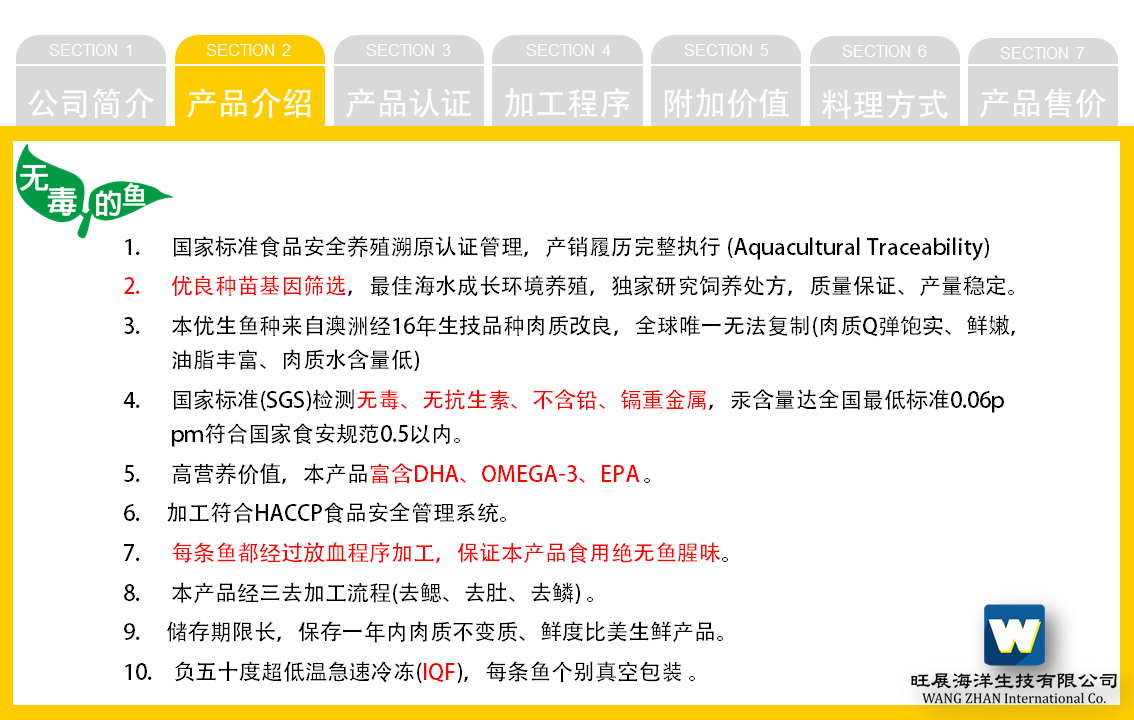 SECTION 1
SECTION 2
SECTION 3
SECTION 4
SECTION 5
SECTION 6
SECTION 7
公司简介
产品介绍
产品认证
加工程序
附加价值
料理方式
产品售价
无毒的鱼
1. 国家标准食品安全养殖溯原认证管理，产销履历完整执行 (Aquacultural Traceability)
2. 优良种苗基因筛选，最佳海水成长环境养殖，独家研究饲养处方，质量保证、产量稳定。
3. 本优生鱼种来自澳洲经16年生技品种肉质改良，全球唯一无法复制(肉质Q弹饱实、鲜嫩,
油脂丰富、肉质水含量低)
4. 国家标准(SGS)检测无毒、无抗生素、不含铅、镉重金属，汞含量达全国最低标准0.06p
pm符合国家食安规范0.5以内。
5. 高营养价值，本产品富含DHA、OMEGA-3、EPA。
6. 加工符合HACCP食品安全管理系统。
7. 每条鱼都经过放血程序加工，保证本产品食用绝无鱼腥味。
8. 本产品经三去加工流程(去鳃、去肚、去鳞) 。
9. 储存期限长，保存一年内肉质不变质、鲜度比美生鲜产品。
10. 负五十度超低温急速冷冻(IQF)，每条鱼个别真空包装 。
W
旺展海洋生技有限公司
WANG ZHAN International Co.